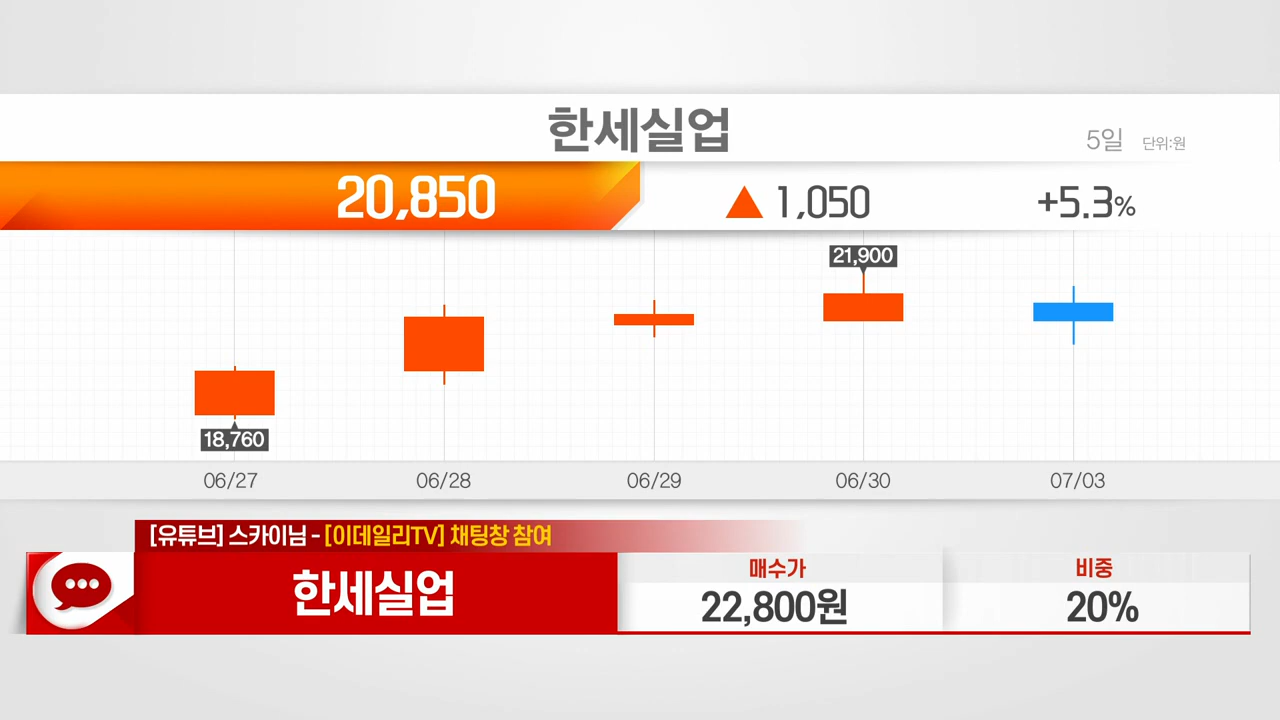 한세실업
5일 단위:원
20,850 ▲ 1,050 +5.3%
21,900
18,760
06/27 06/28 06/29 06/30 07/03
[유튜브] 스카이님 - [이데일리TV] 채팅창 참여
한세실업
매수가 비중
22,800원 20%